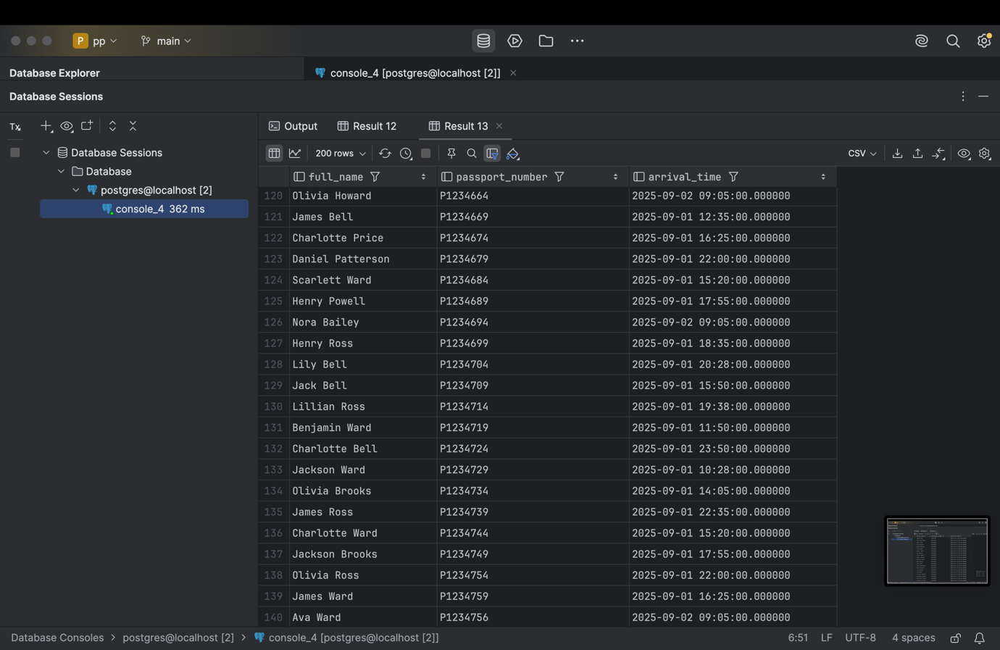 P pp main
Database Explorer
console_4 [postgres@localhost [2]]
Database Sessions
Tx
Output Result 12 Result 13
Database Sessions
200 rows CSV
Database
full_name passport_number arrival_time
postgres@localhost [2]
console_4 362 ms
120 Olivia Howard P1234664 2025-09-02 09:05:00.000000
121 James Bell P1234669 2025-09-01 12:35:00.000000
122 Charlotte Price P1234674 2025-09-01 16:25:00.000000
123 Daniel Patterson P1234679 2025-09-01 22:00:00.000000
124 Scarlett Ward P1234684 2025-09-01 15:20:00.000000
125 Henry Powell P1234689 2025-09-01 17:55:00.000000
126 Nora Bailey P1234694 2025-09-02 09:05:00.000000
127 Henry Ross P1234699 2025-09-01 18:35:00.000000
128 Lily Bell P1234704 2025-09-01 20:28:00.000000
129 Jack Bell P1234709 2025-09-01 15:50:00.000000
130 Lillian Ross P1234714 2025-09-01 19:38:00.000000
131 Benjamin Ward P1234719 2025-09-01 11:50:00.000000
132 Charlotte Bell P1234724 2025-09-01 23:50:00.000000
133 Jackson Ward P1234729 2025-09-01 10:28:00.000000
134 Olivia Brooks P1234734 2025-09-01 14:05:00.000000
135 James Ross P1234739 2025-09-01 22:35:00.000000
136 Charlotte Ward P1234744 2025-09-01 15:20:00.000000
137 Jackson Brooks P1234749 2025-09-01 17:55:00.000000
138 Olivia Ross P1234754 2025-09-01 22:00:00.000000
139 James Ward P1234759 2025-09-01 16:25:00.000000
140 Ava Ward P1234756 2025-09-02 09:05:00.000000
Database Consoles > postgres@localhost [2] > console_4 [postgres@localhost [2]] 6:51 LF UTF-8 4 spaces